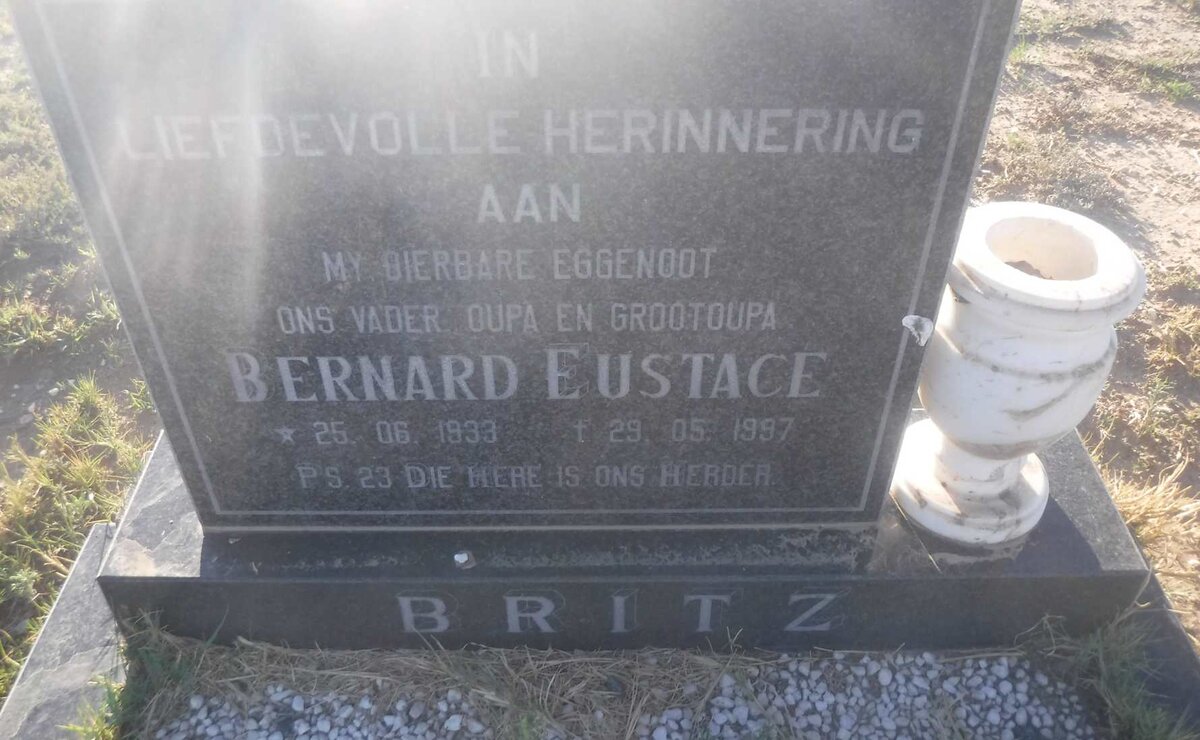 IN
LIEFDEVOLLE HERINNERING
AAN
MY DIERBARE EGGENOOT
ONS VADER, OUPA EN GROOTOUPA
BERNARD EUSTACE
★ 25. 06. 1933 † 29. 05. 1997
PS. 23 DIE HERE IS ONS HERDER.
BRITZ